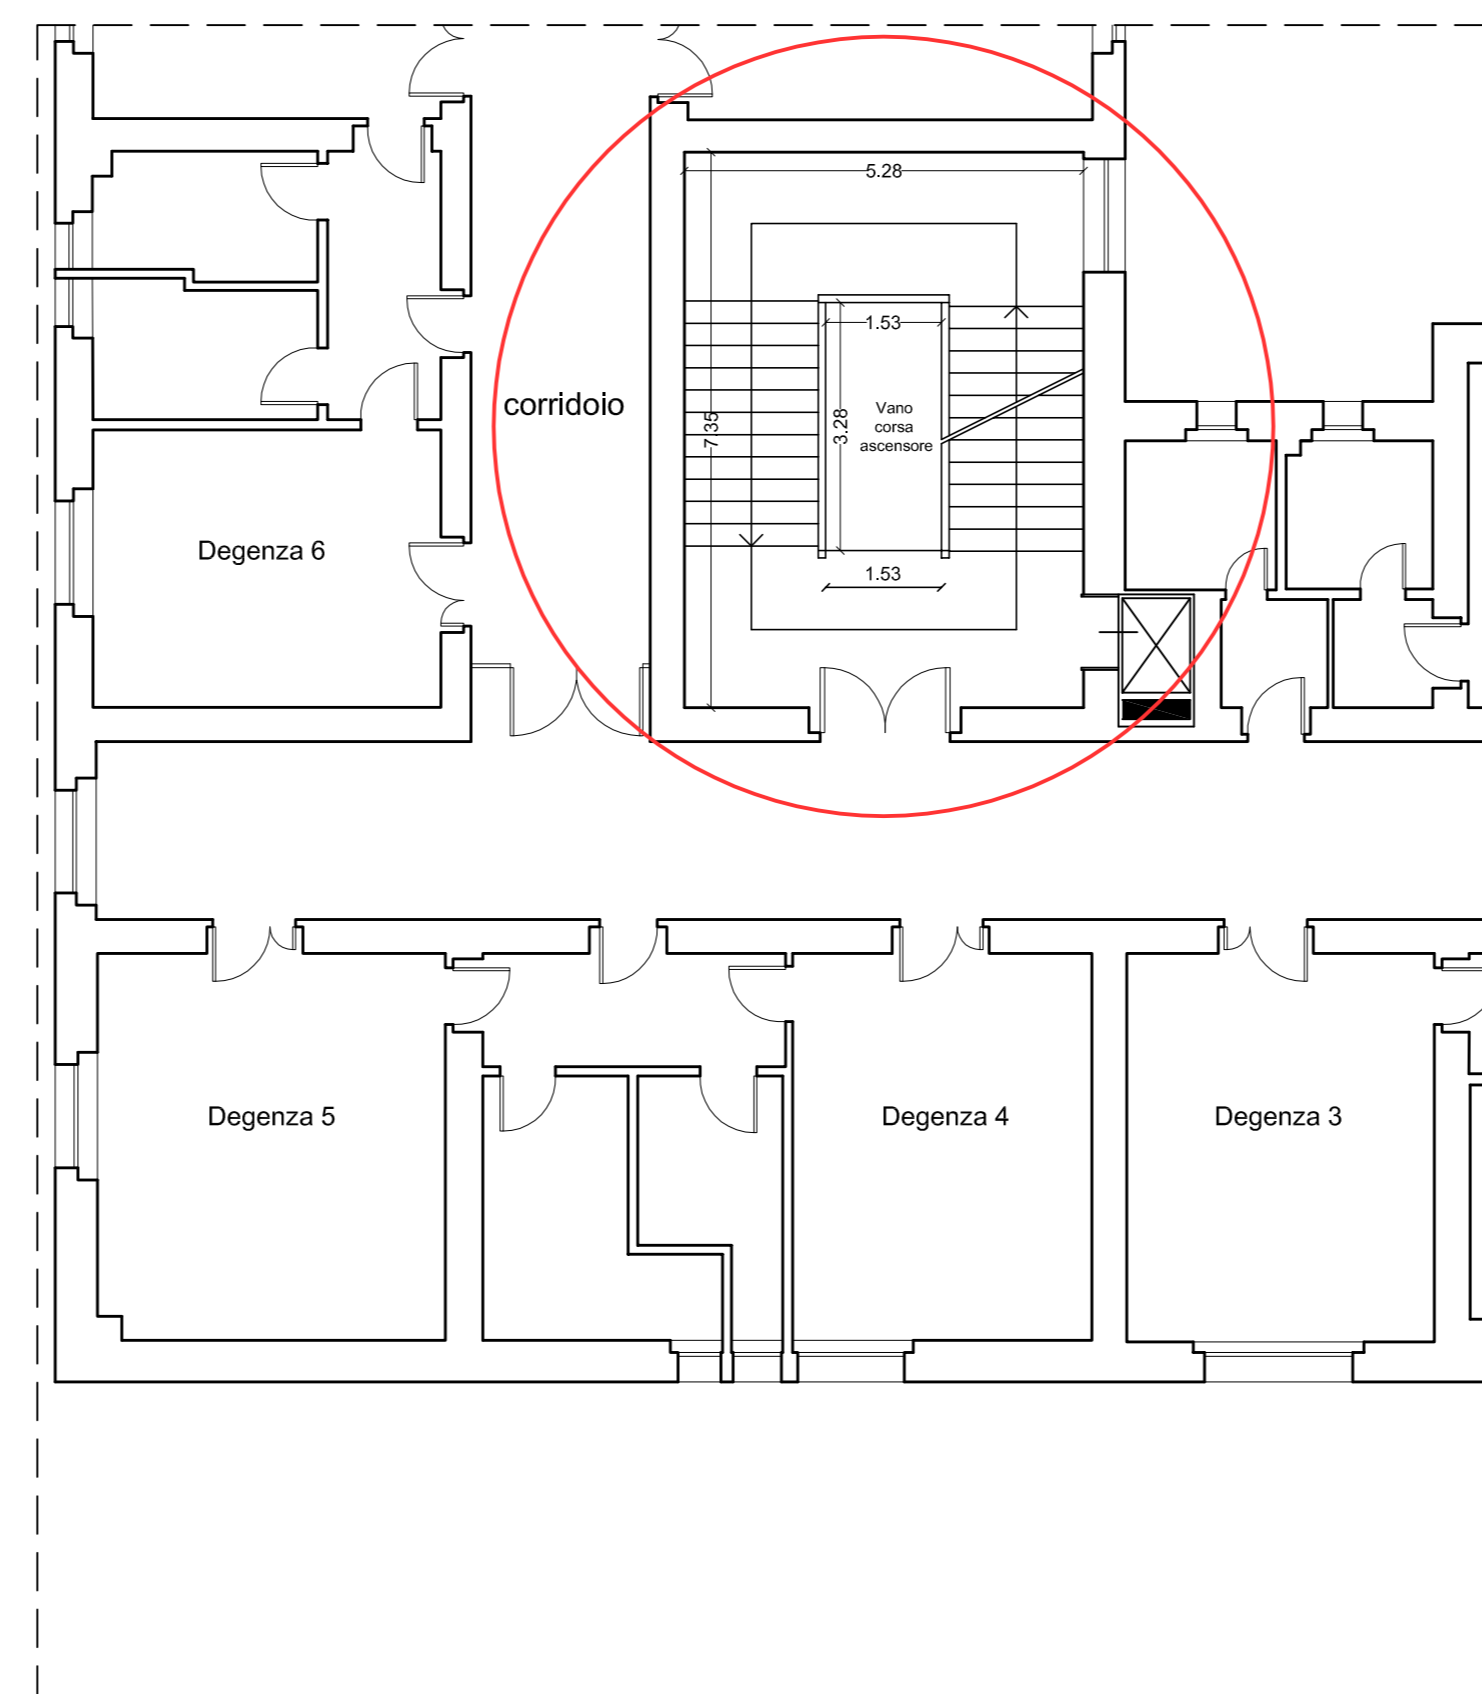 5.28
1.53
corridoio
7.35
3.28
Vano
corsa
ascensore
Degenza 6
1.53
Degenza 5
Degenza 4
Degenza 3